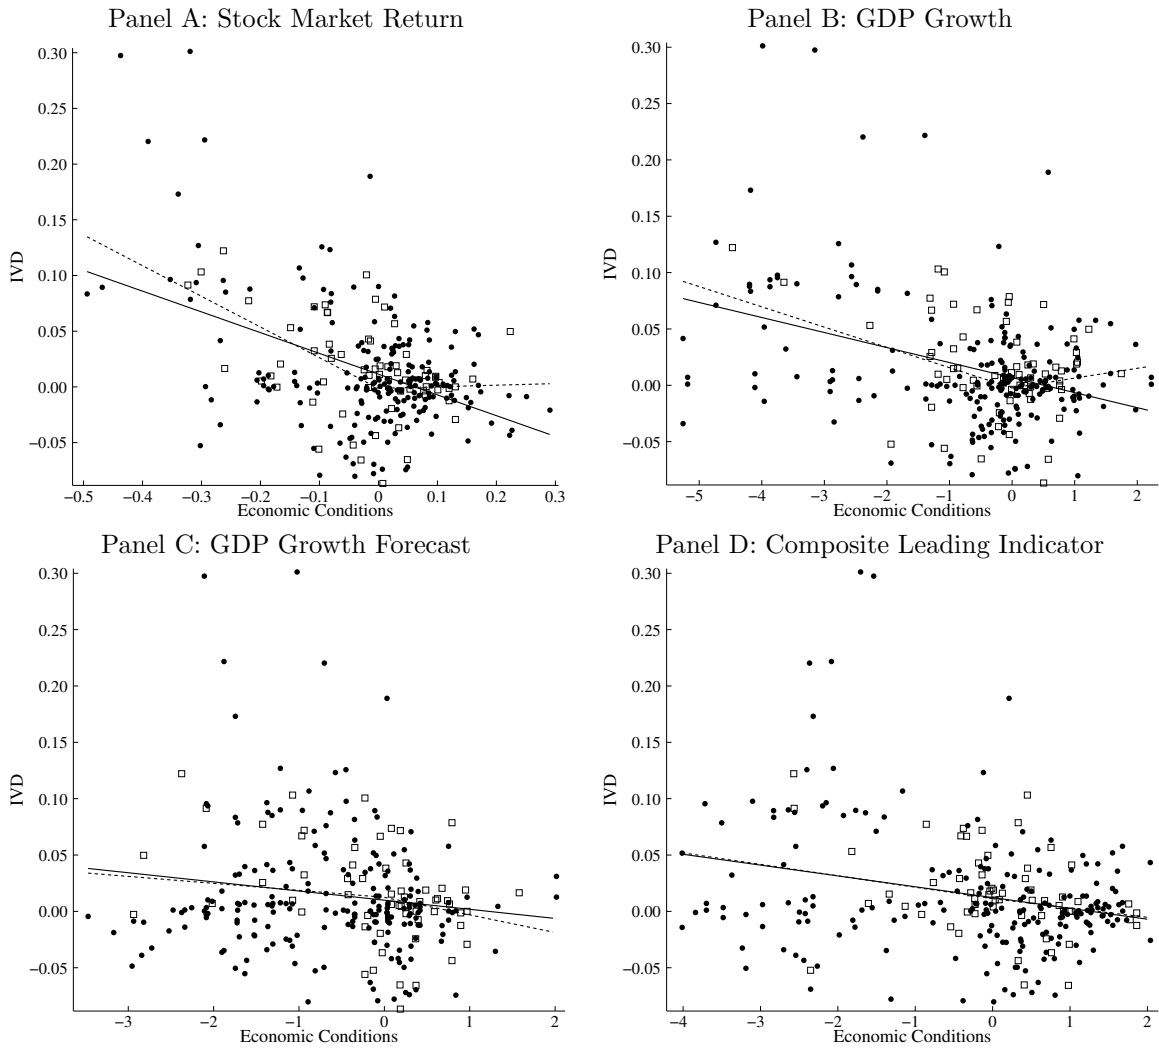 Panel A: Stock Market Return
0.30
0.25
0.20
0.15
0.10
0.05
0.00
−0.05
IVD
−0.5 −0.4 −0.3 −0.2 −0.1 0 0.1 0.2 0.3
Economic Conditions
Panel B: GDP Growth
0.30
0.25
0.20
0.15
0.10
0.05
0.00
−0.05
IVD
−5 −4 −3 −2 −1 0 1 2
Economic Conditions
Panel C: GDP Growth Forecast
0.30
0.25
0.20
0.15
0.10
0.05
0.00
−0.05
IVD
−3 −2 −1 0 1 2
Economic Conditions
Panel D: Composite Leading Indicator
0.30
0.25
0.20
0.15
0.10
0.05
0.00
−0.05
IVD
−4 −3 −2 −1 0 1 2
Economic Conditions